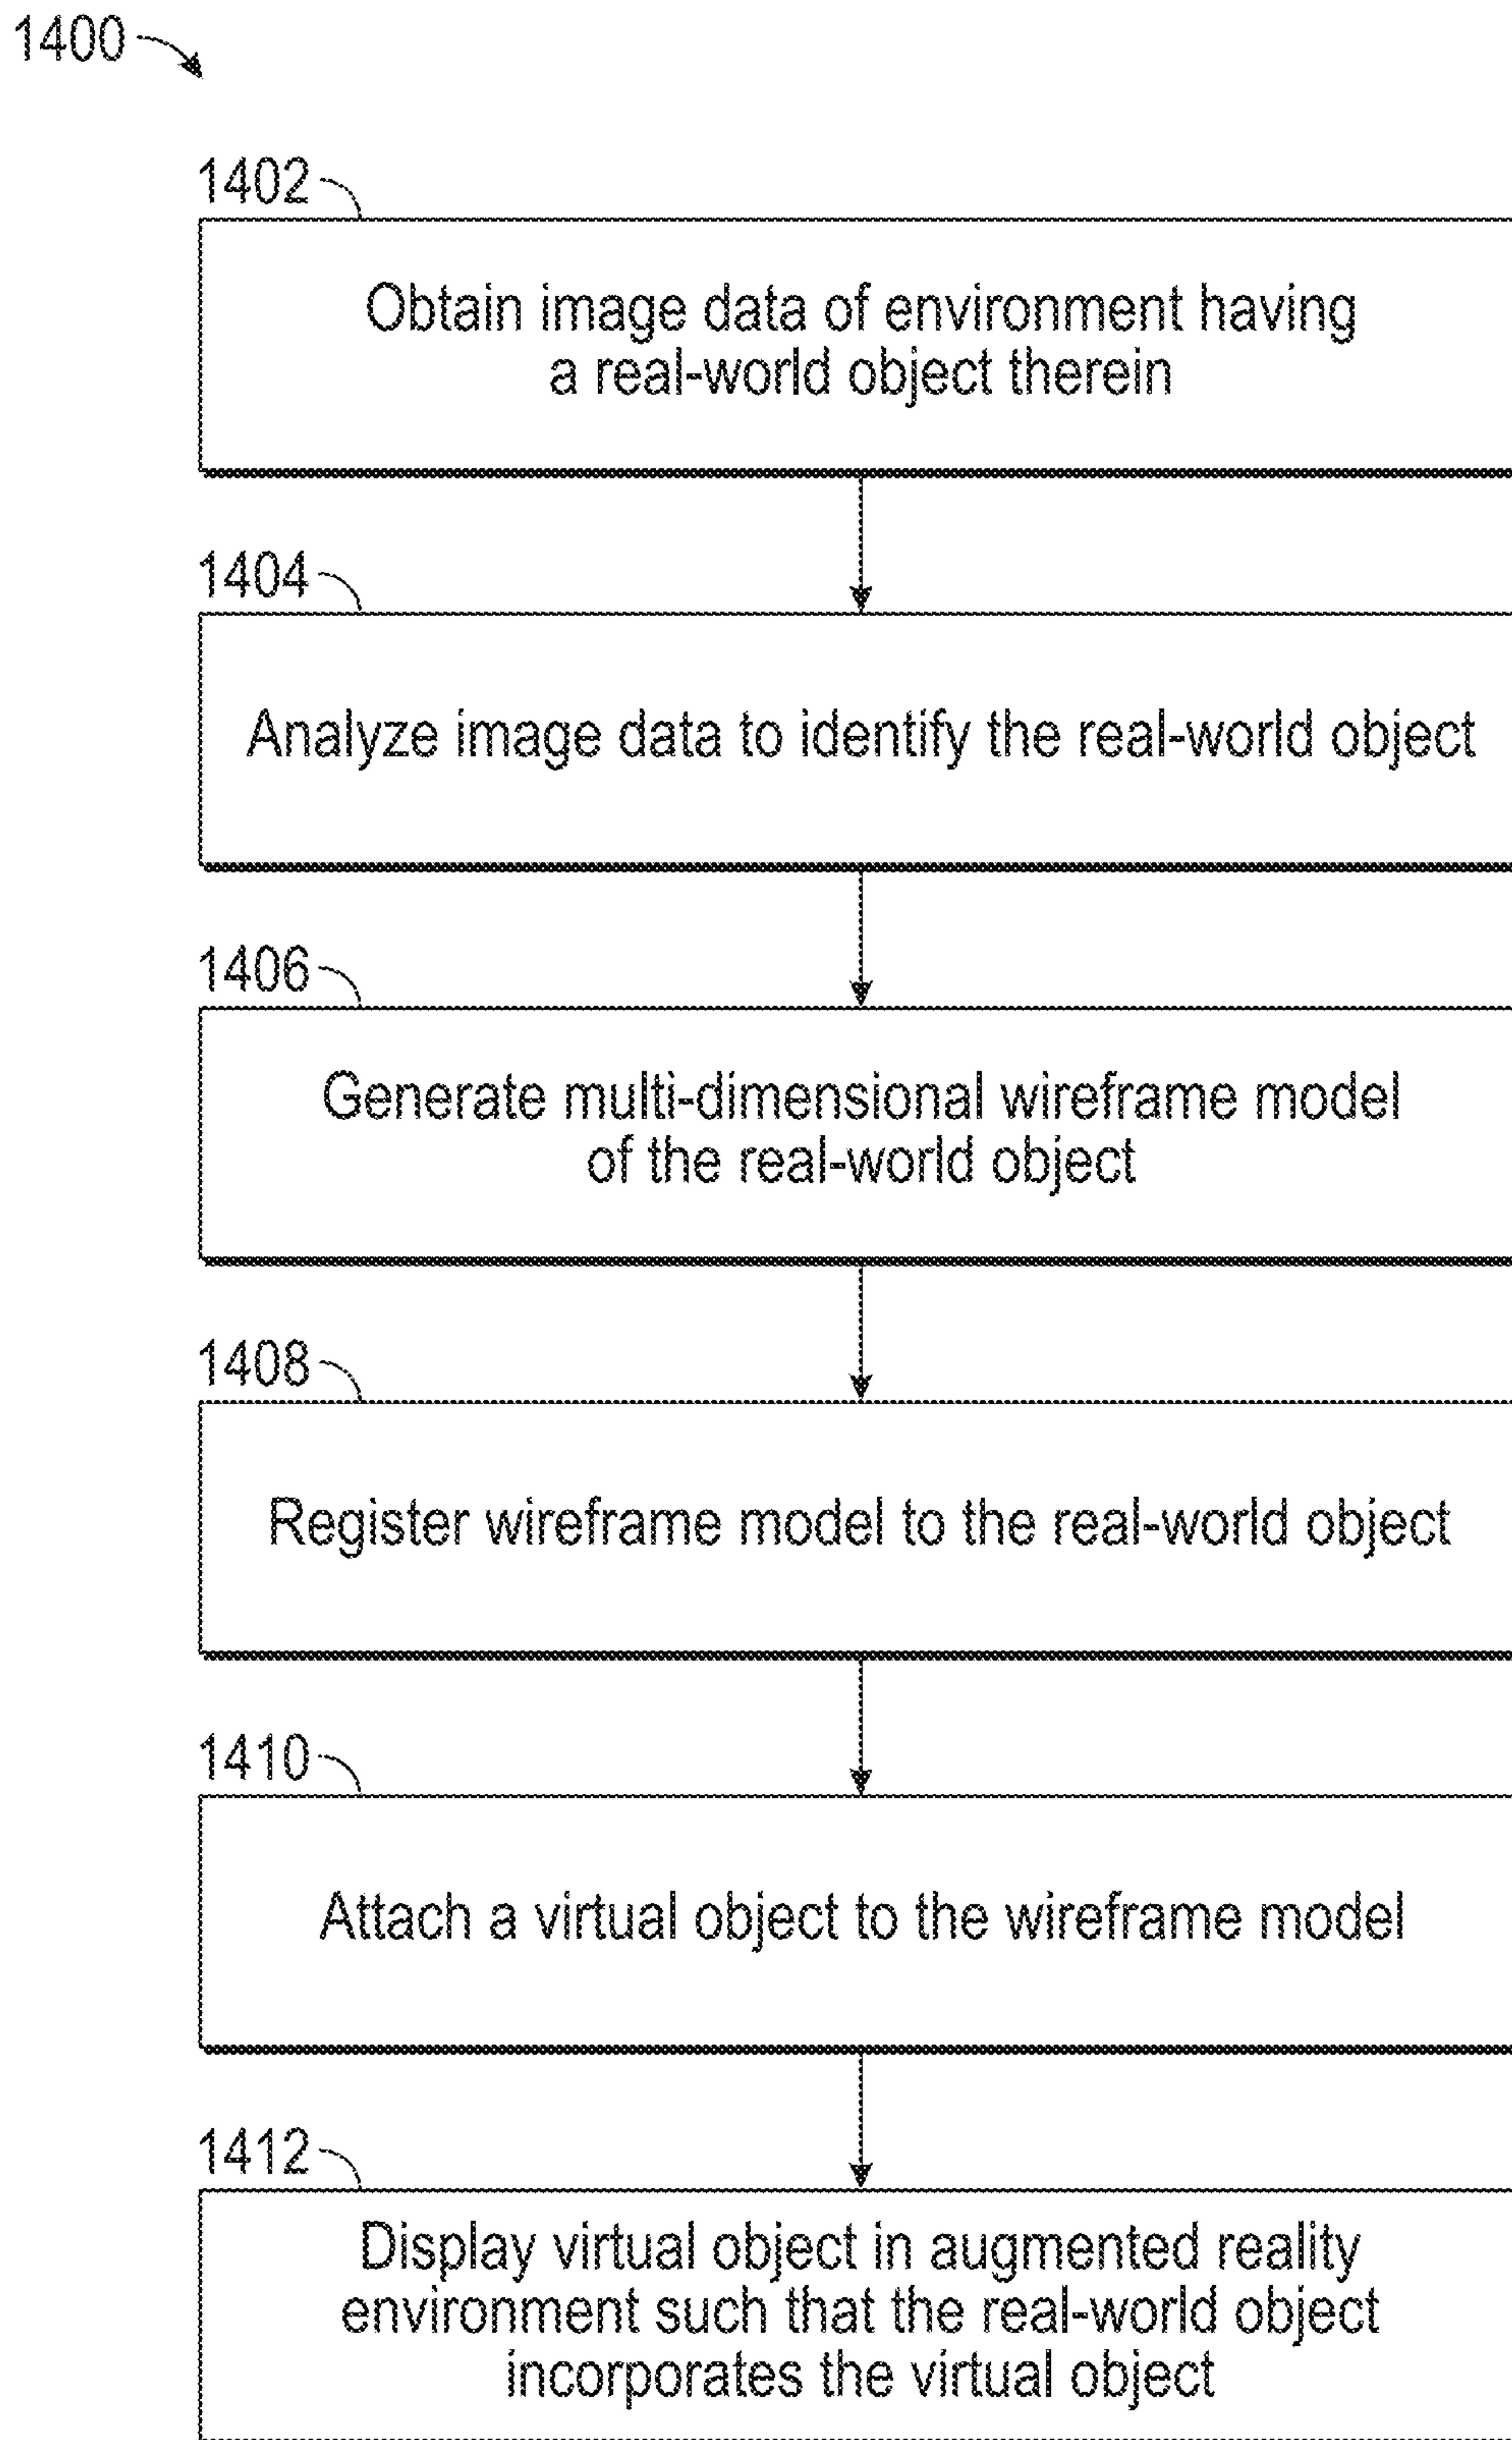 1400
1402
Obtain image data of environment having
a real-world object therein
1404
Analyze image data to identify the real-world object
1406
Generate multi-dimensional wireframe model
of the real-world object
1408
Register wireframe model to the real-world object
1410
Attach a virtual object to the wireframe model
1412
Display virtual object in augmented reality
environment such that the real-world object
incorporates the virtual object